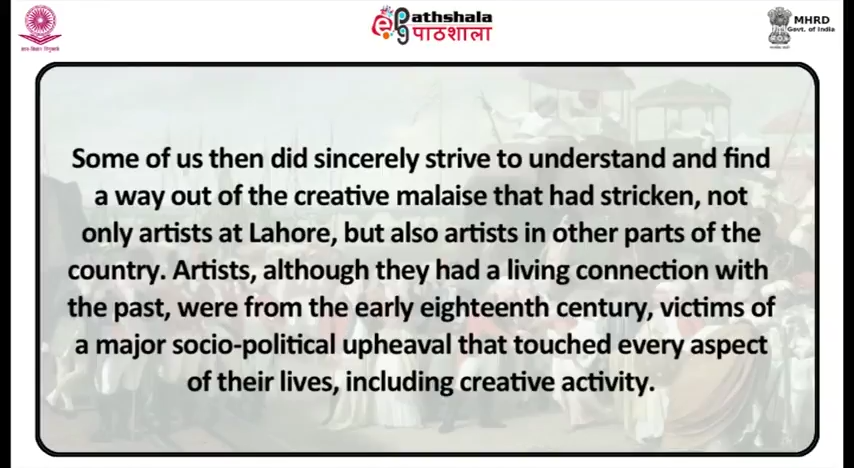 ePathshala
पाठशाला
MHRD
Govt. of India
Some of us then did sincerely strive to understand and find
a way out of the creative malaise that had stricken, not
only artists at Lahore, but also artists in other parts of the
country. Artists, although they had a living connection with
the past, were from the early eighteenth century, victims of
a major socio-political upheaval that touched every aspect
of their lives, including creative activity.